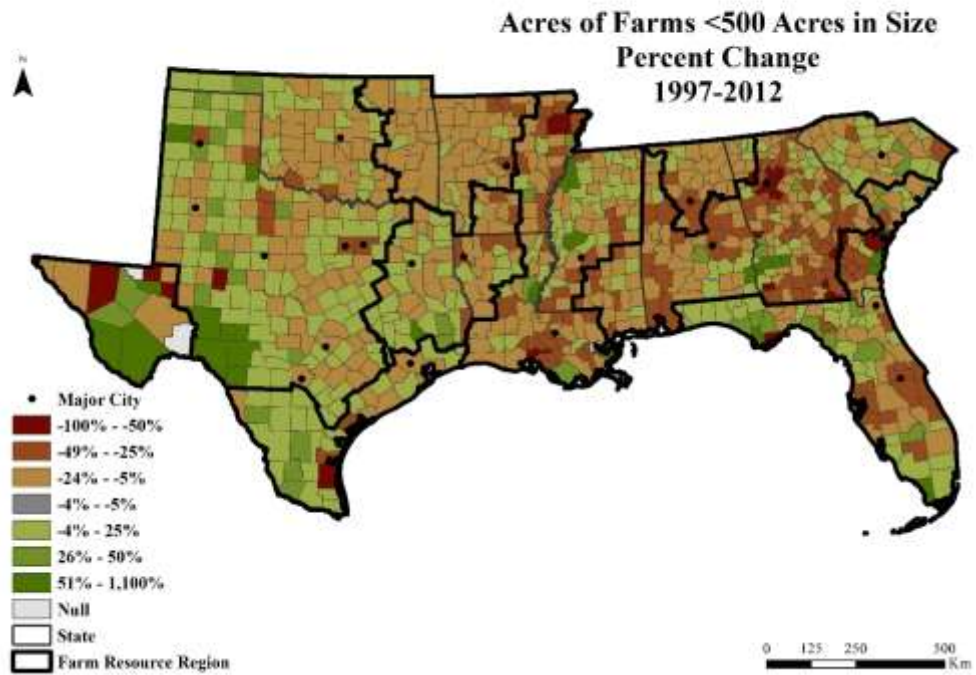 Acres of Farms <500 Acres in Size
Percent Change
1997-2012
N
Major City
-100% - -50%
-49% - -25%
-24% - -5%
-4% - -5%
-4% - 25%
26% - 50%
51% - 1,100%
Null
State
Farm Resource Region
0 125 250 500
Km